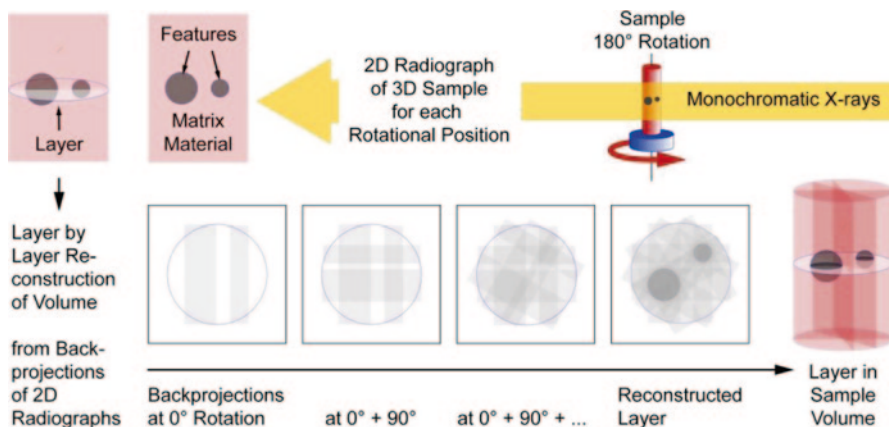 Features
Matrix
Material
Layer
2D Radiograph
of 3D Sample
for each
Rotational Position
Sample
180° Rotation
Monochromatic X-rays
Layer by
Layer Re-
construction
of Volume
from Back-
projections
of 2D
Radiographs
Backprojections
at 0° Rotation
at 0° + 90°
at 0° + 90° + ...
Reconstructed
Layer
Layer in
Sample
Volume